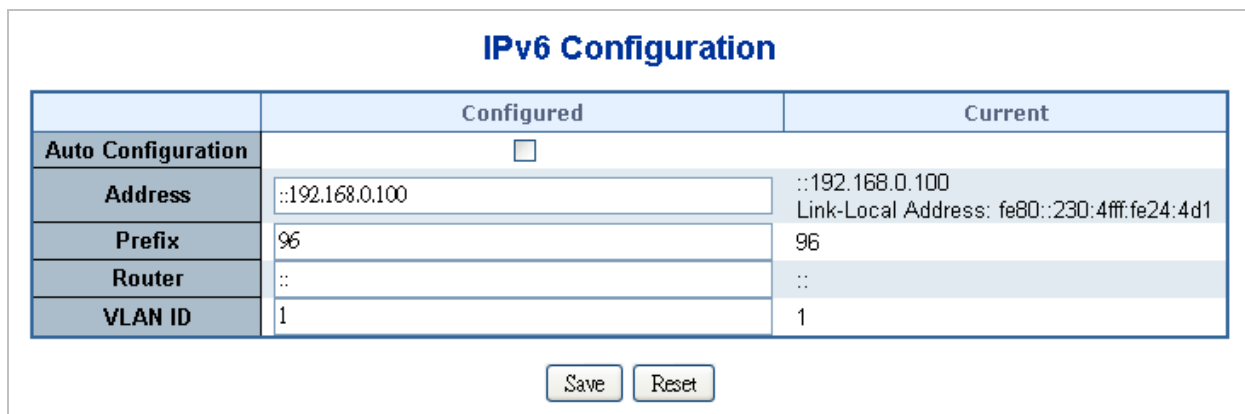 IPv6 Configuration
Configured Current
Auto Configuration
Address ::192.168.0.100 ::192.168.0.100
Link-Local Address: fe80::230:4fff:fe24:4d1
Prefix 96 96
Router :: ::
VLAN ID 1 1
Save Reset